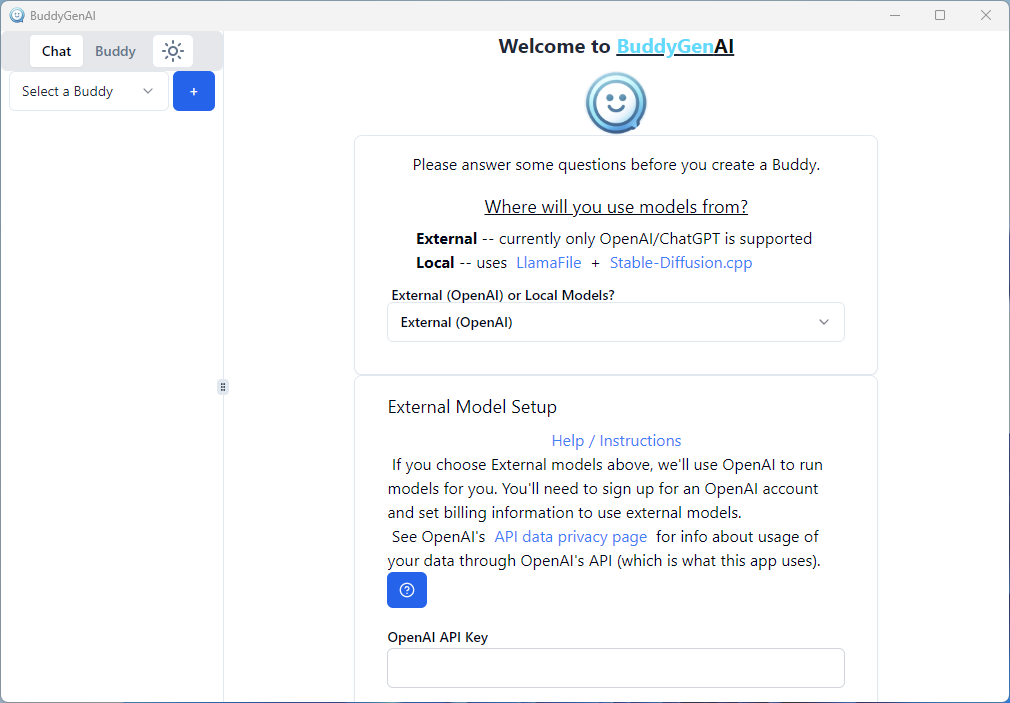 BuddyGenAI
Chat Buddy
Select a Buddy +
Welcome to BuddyGenAI
Please answer some questions before you create a Buddy.
Where will you use models from?
External -- currently only OpenAI/ChatGPT is supported
Local -- uses LlamaFile + Stable-Diffusion.cpp
External (OpenAI) or Local Models?
External (OpenAI)
External Model Setup
Help / Instructions
If you choose External models above, we'll use OpenAI to run
models for you. You'll need to sign up for an OpenAI account
and set billing information to use external models.
See OpenAI's API data privacy page for info about usage of
your data through OpenAI's API (which is what this app uses).
OpenAI API Key